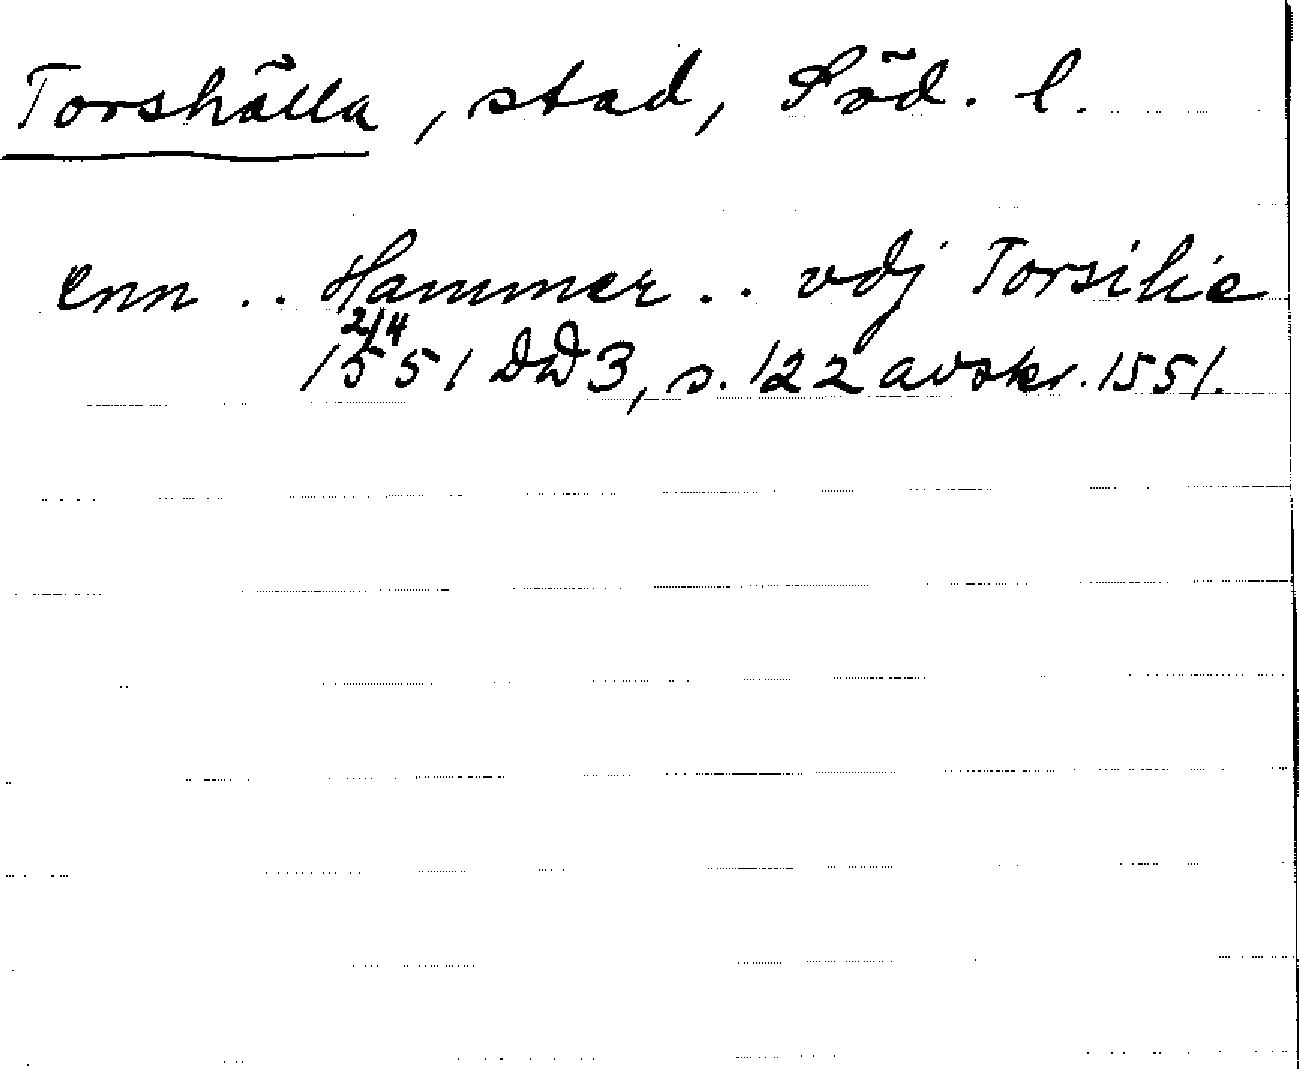 Torshälla, stad, Söd. l.
enn .. Hammer .. vdj Torsilie
2/4
1551 DD3, s. 122 avskr. 1551.